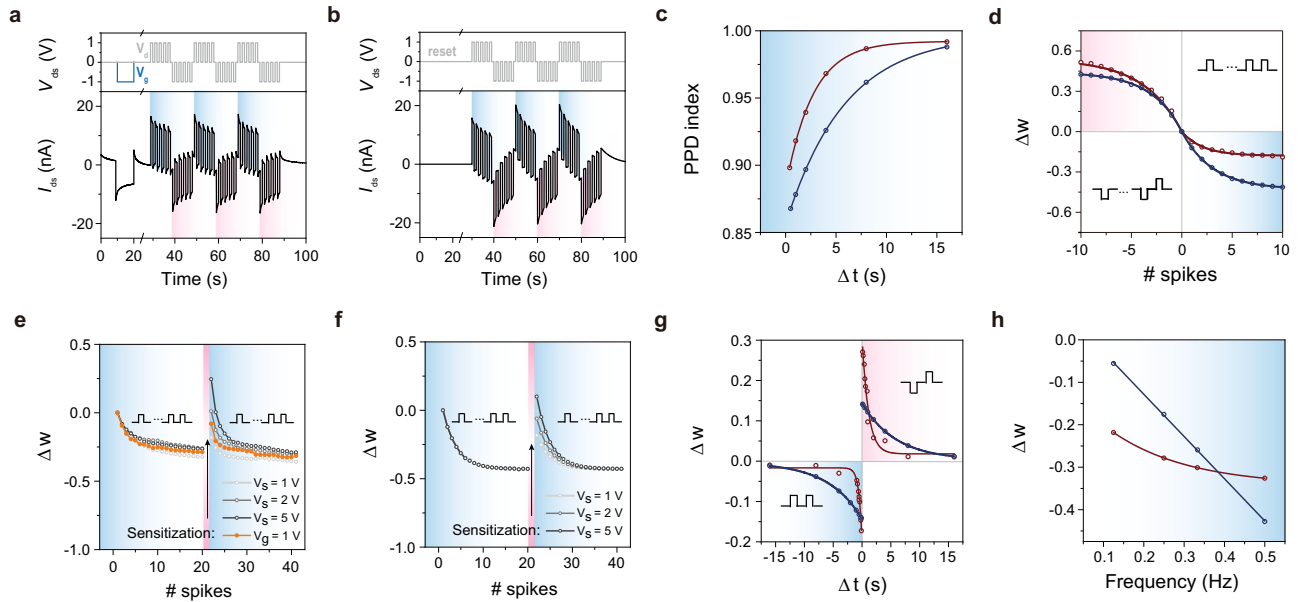 a
V_ds (V)
1
0
-1
V_d
V_g
I_ds (nA)
20
0
-20
0 20 40 60 80 100
Time (s)
b
V_ds (V)
1
0
-1
reset
I_ds (nA)
20
0
-20
0 20 40 60 80 100
Time (s)
c
PPD index
1.00
0.95
0.90
0.85
0 5 10 15
Δ t (s)
d
Δw
0.6
0.3
0.0
-0.3
-0.6
-10 -5 0 5 10
# spikes
e
Δw
0.5
0.0
-0.5
-1.0
Sensitization:
V_s = 1 V
V_s = 2 V
V_s = 5 V
V_g = 1 V
0 10 20 30 40
# spikes
f
Δw
0.5
0.0
-0.5
-1.0
Sensitization:
V_s = 1 V
V_s = 2 V
V_s = 5 V
0 10 20 30 40
# spikes
g
Δw
0.3
0.2
0.1
0.0
-0.1
-0.2
-15 -10 -5 0 5 10 15
Δ t (s)
h
Δw
0.0
-0.1
-0.2
-0.3
-0.4
0.1 0.2 0.3 0.4 0.5
Frequency (Hz)